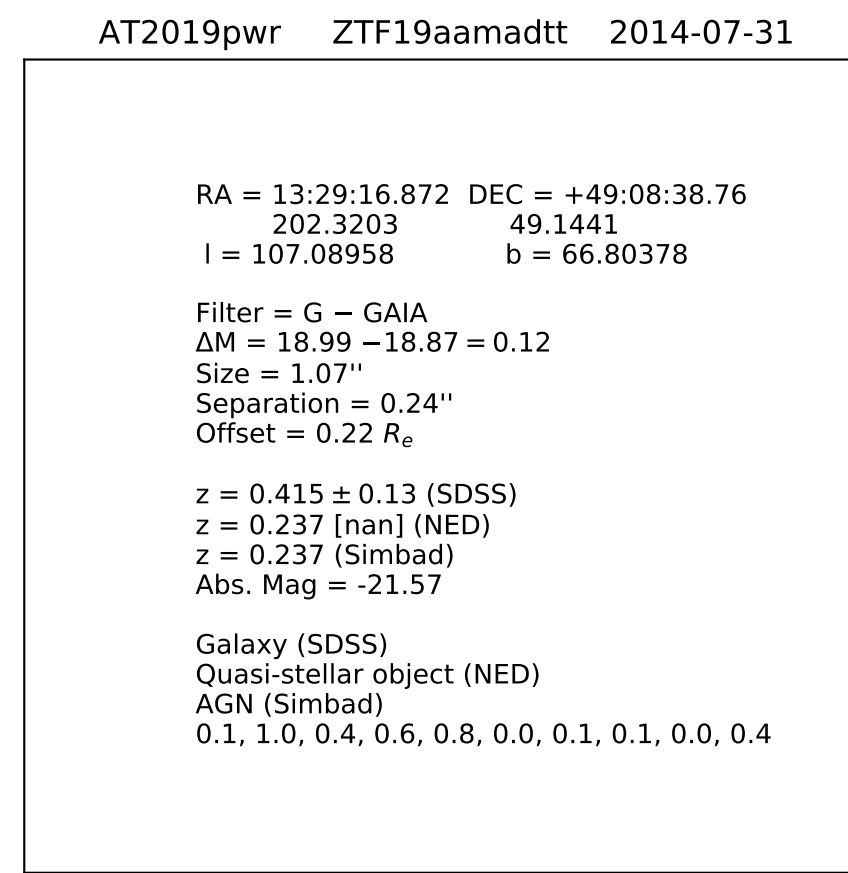 AT2019pwr ZTF19aamadtt 2014-07-31
RA = 13:29:16.872 DEC = +49:08:38.76
202.3203 49.1441
l = 107.08958 b = 66.80378
Filter = G − GAIA
ΔM = 18.99 −18.87 = 0.12
Size = 1.07''
Separation = 0.24''
Offset = 0.22 Rₑ
z = 0.415 ± 0.13 (SDSS)
z = 0.237 [nan] (NED)
z = 0.237 (Simbad)
Abs. Mag = -21.57
Galaxy (SDSS)
Quasi-stellar object (NED)
AGN (Simbad)
0.1, 1.0, 0.4, 0.6, 0.8, 0.0, 0.1, 0.1, 0.0, 0.4